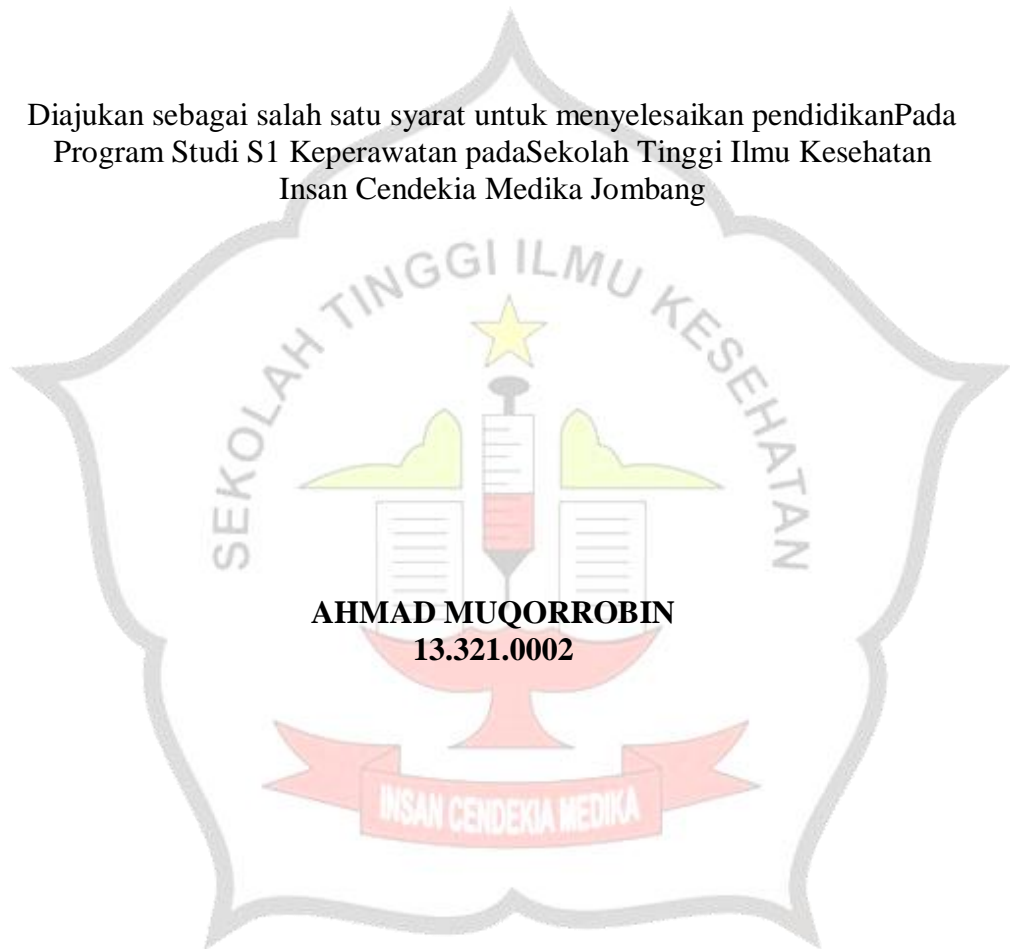 Diajukan sebagai salah satu syarat untuk menyelesaikan pendidikanPada
Program Studi S1 Keperawatan padaSekolah Tinggi Ilmu Kesehatan
Insan Cendekia Medika Jombang
SEKOLAH TINGGI ILMU KESEHATAN
AHMAD MUQORROBIN
13.321.0002
INSAN CENDEKIA MEDIKA